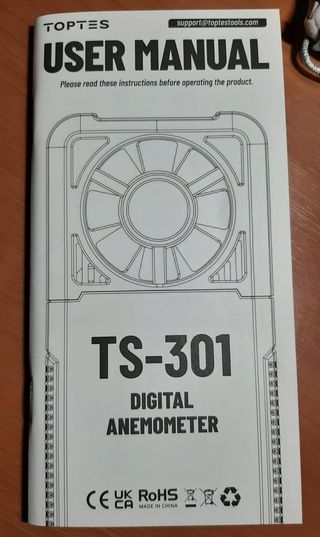 TOPTES
support@toptestools.com
USER MANUAL
Please read these instructions before operating the product.
TS-301
DIGITAL
ANEMOMETER
CE UK CA RoHS
MADE IN CHINA